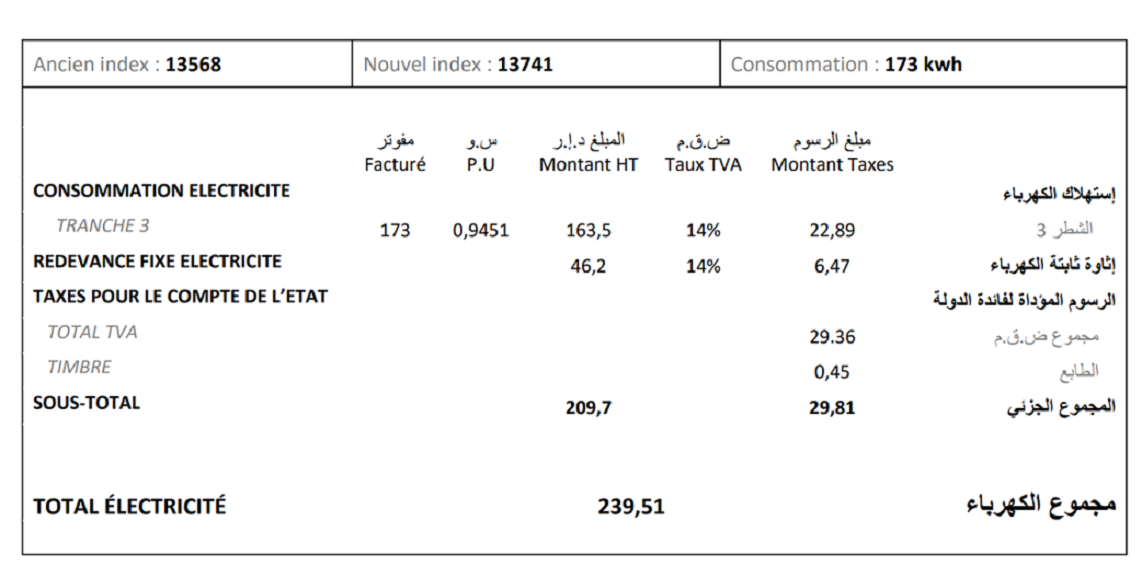 Ancien index : 13568 Nouvel index : 13741 Consommation : 173 kwh
مفوتر س.و المبلغ د.إ.ر ض.ق.م مبلغ الرسوم
Facturé P.U Montant HT Taux TVA Montant Taxes
CONSOMMATION ELECTRICITE إستهلاك الكهرباء
TRANCHE 3 173 0,9451 163,5 14% 22,89 الشطر 3
REDEVANCE FIXE ELECTRICITE 46,2 14% 6,47 إثاوة ثابتة الكهرباء
TAXES POUR LE COMPTE DE L’ETAT الرسوم المؤداة لفائدة الدولة
TOTAL TVA 29.36 مجموع ض.ق.م
TIMBRE 0,45 الطابع
SOUS-TOTAL 209,7 29,81 المجموع الجزئي
TOTAL ÉLECTRICITÉ 239,51 مجموع الكهرباء